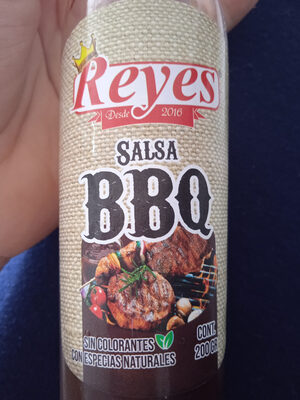 Reyes
Desde 2016
SALSA
BBQ
SIN COLORANTES
CON ESPECIAS NATURALES
CONT.
200 GR